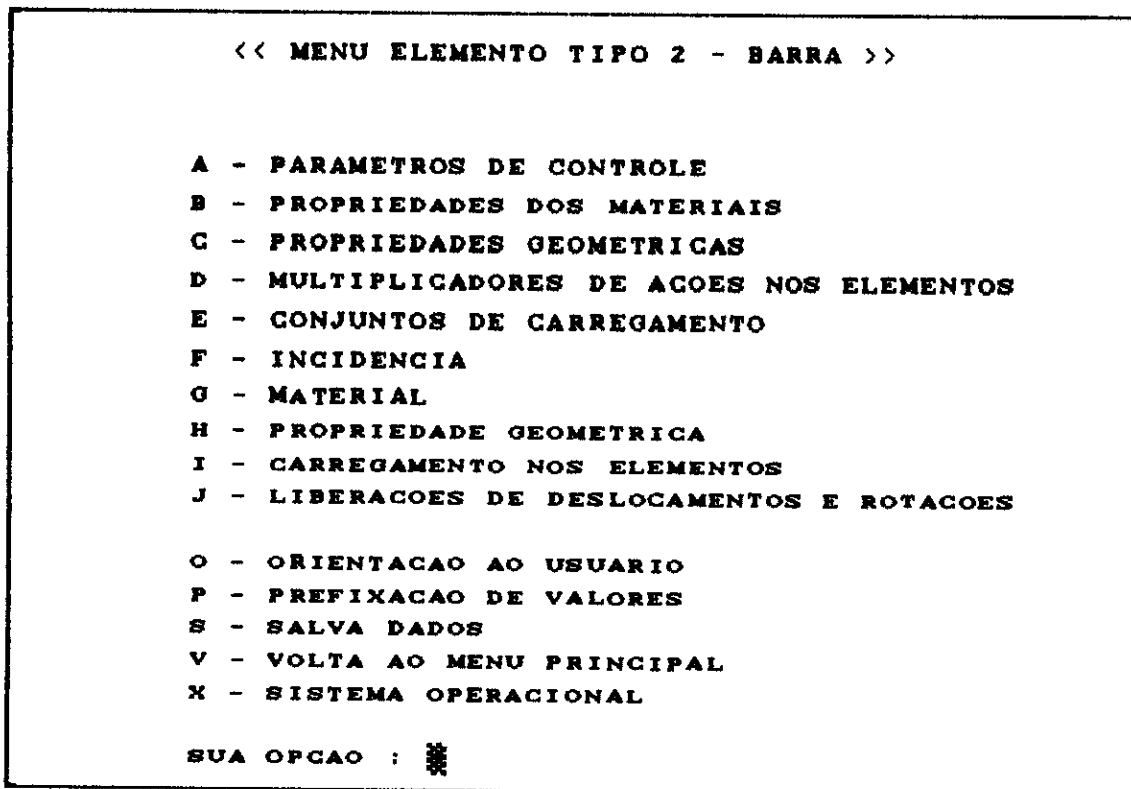 << MENU ELEMENTO TIPO 2 - BARRA >>
A - PARAMETROS DE CONTROLE
B - PROPRIEDADES DOS MATERIAIS
C - PROPRIEDADES GEOMETRICAS
D - MULTIPLICADORES DE ACOES NOS ELEMENTOS
E - CONJUNTOS DE CARREGAMENTO
F - INCIDENCIA
G - MATERIAL
H - PROPRIEDADE GEOMETRICA
I - CARREGAMENTO NOS ELEMENTOS
J - LIBERACOES DE DESLOCAMENTOS E ROTACOES
O - ORIENTACAO AO USUARIO
P - PREFIXACAO DE VALORES
S - SALVA DADOS
V - VOLTA AO MENU PRINCIPAL
X - SISTEMA OPERACIONAL
SUA OPCAO :